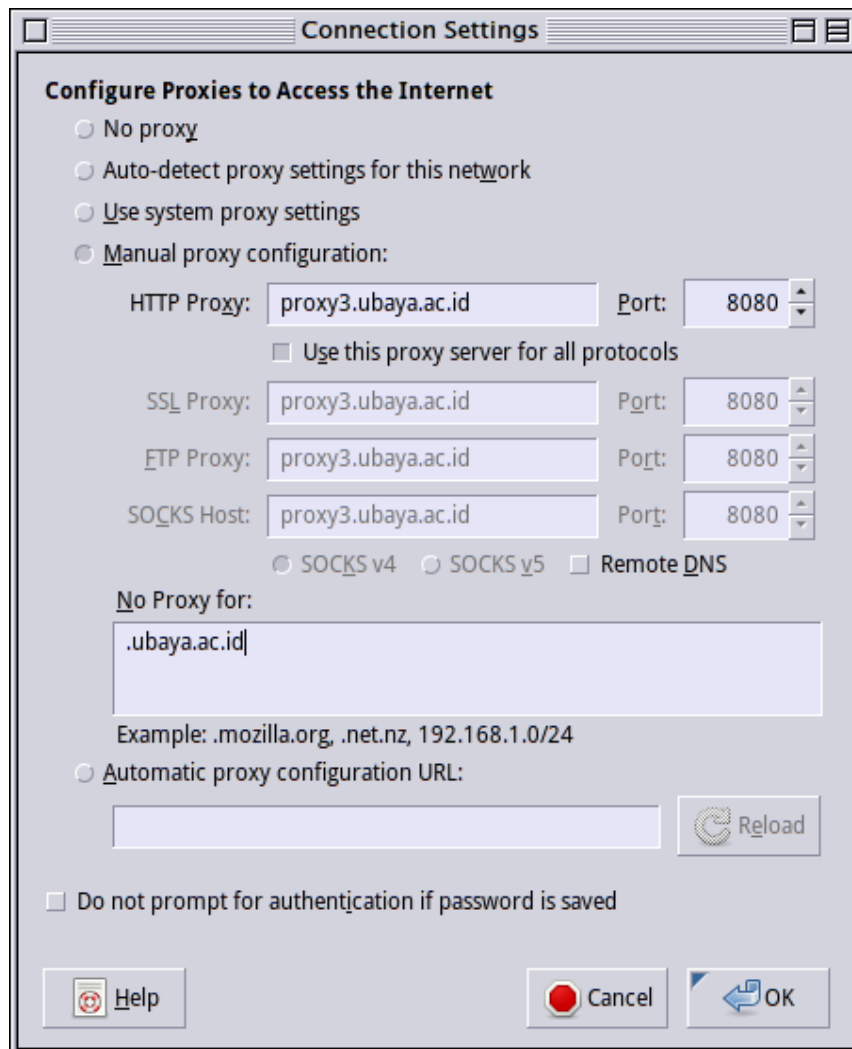 Connection Settings
Configure Proxies to Access the Internet
No proxy
Auto-detect proxy settings for this network
Use system proxy settings
Manual proxy configuration:
HTTP Proxy: proxy3.ubaya.ac.id Port: 8080
Use this proxy server for all protocols
SSL Proxy: proxy3.ubaya.ac.id Port: 8080
FTP Proxy: proxy3.ubaya.ac.id Port: 8080
SOCKS Host: proxy3.ubaya.ac.id Port: 8080
SOCKS v4 SOCKS v5 Remote DNS
No Proxy for:
.ubaya.ac.id
Example: .mozilla.org, .net.nz, 192.168.1.0/24
Automatic proxy configuration URL:
Reload
Do not prompt for authentication if password is saved
Help Cancel OK